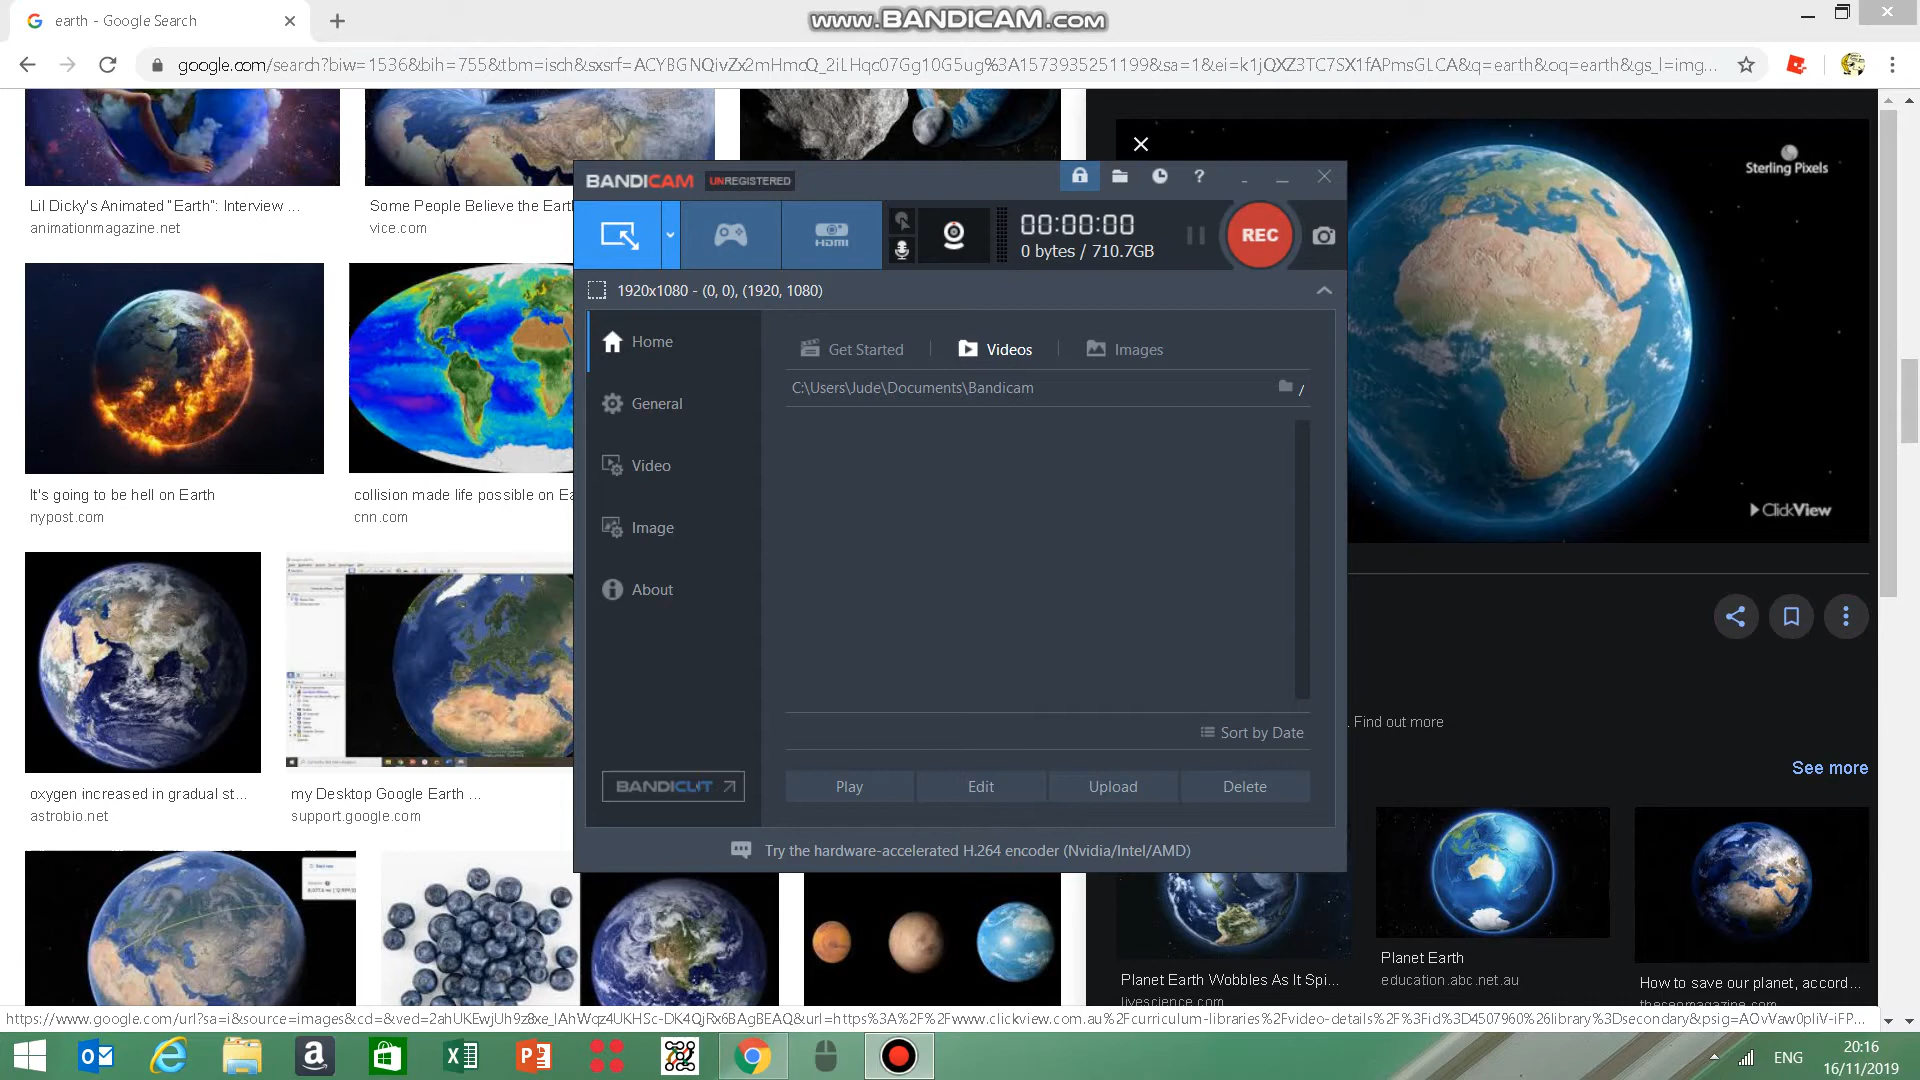 earth - Google Search
www.BANDICAM.com
google.com/search?biw=1536&bih=755&tbm=isch&sxsrf=ACYBGNQivZx2mHmoQ_2iLHqc07Gg10G5ug%3A1573935251199&sa=1&ei=k1jQXZ3TC7SX1fAPmsGLCA&q=earth&oq=earth&gs_l=img...
Lil Dicky's Animated "Earth": Interview ...
animationmagazine.net
Some People Believe the Earth
vice.com
It's going to be hell on Earth
nypost.com
collision made life possible on Ea
cnn.com
oxygen increased in gradual st...
astrobio.net
my Desktop Google Earth ...
support.google.com
BANDICAM UNREGISTERED
HDMI
00:00:00
0 bytes / 710.7GB
REC
1920x1080 - (0, 0), (1920, 1080)
Home
General
Video
Image
About
BANDICUT
Get Started
Videos
Images
C:\Users\Jude\Documents\Bandicam
Sort by Date
Play
Edit
Upload
Delete
Try the hardware-accelerated H.264 encoder (Nvidia/Intel/AMD)
Sterling Pixels
ClickView
. Find out more
See more
Planet Earth Wobbles As It Spi...
livescience.com
Planet Earth
education.abc.net.au
How to save our planet, accord...
theceomagazine.com
ENG
20:16
16/11/2019